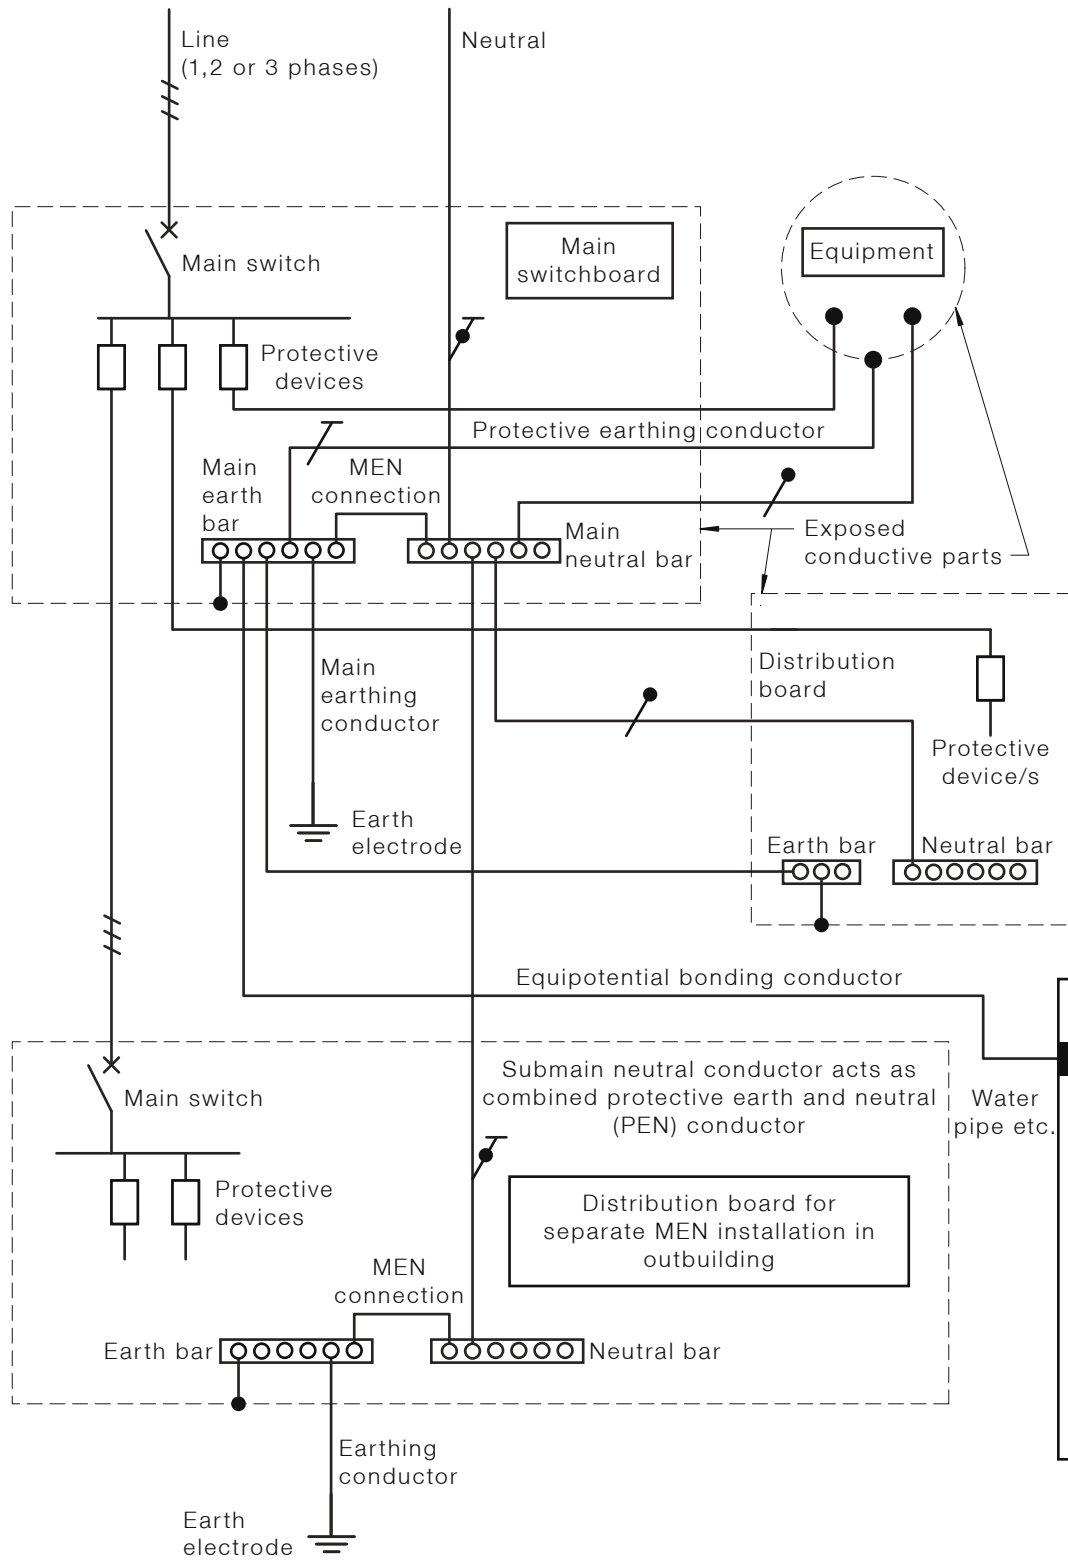 Line
(1,2 or 3 phases)
Neutral
Main switch
Main
switchboard
Equipment
Protective
devices
Protective earthing conductor
Main
earth
bar
MEN
connection
Main
neutral bar
Exposed
conductive parts
Main
earthing
conductor
Distribution
board
Protective
device/s
Earth
electrode
Earth bar
Neutral bar
Equipotential bonding conductor
Main switch
Submain neutral conductor acts as
combined protective earth and neutral
(PEN) conductor
Water
pipe etc.
Protective
devices
Distribution board for
separate MEN installation in
outbuilding
MEN
connection
Earth bar
Neutral bar
Earthing
conductor
Earth
electrode